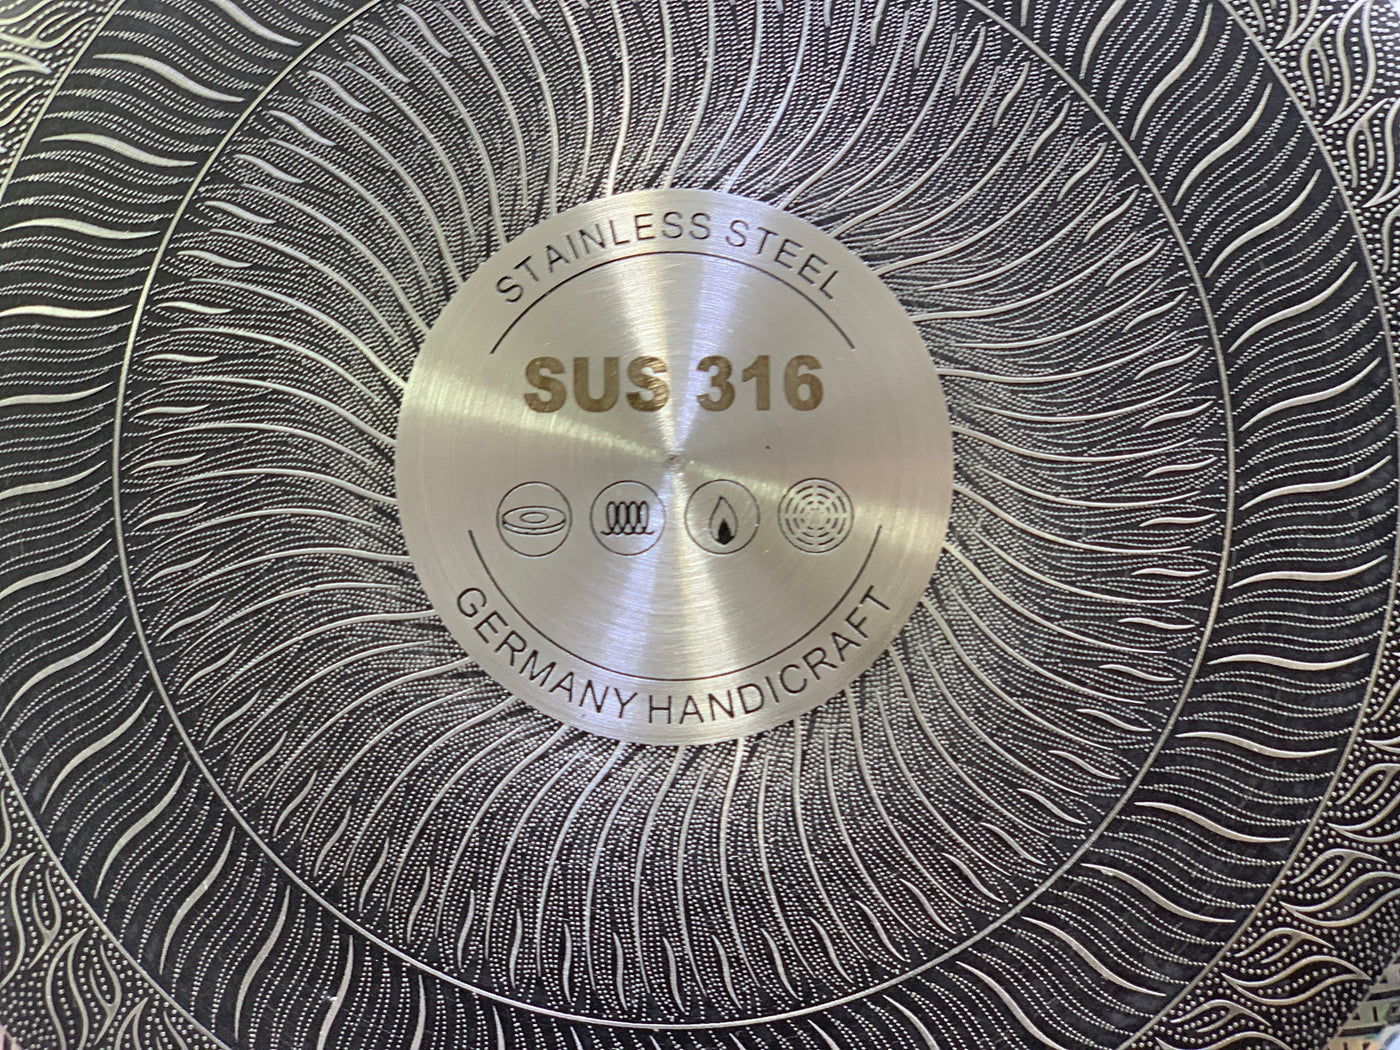 STAINLESS STEEL
SUS 316
GERMANY HANDICRAFT